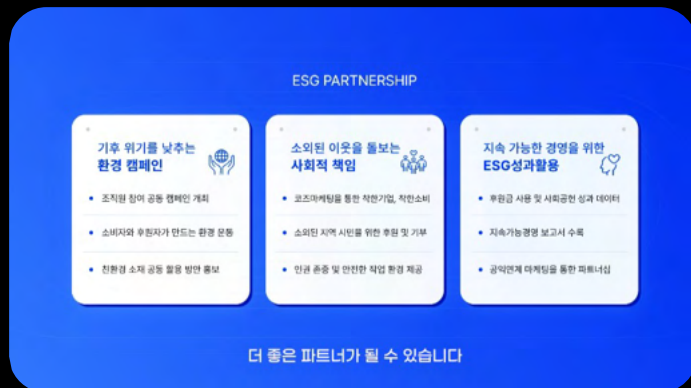 ESG PARTNERSHIP
기후 위기를 낮추는
환경 캠페인
• 조직원 참여 공동 캠페인 개최
• 소비자와 후원자가 만드는 환경 운동
• 친환경 소재 공동 활용 방안 홍보
소외된 이웃을 돌보는
사회적 책임
• 코즈마케팅을 통한 착한기업, 착한소비
• 소외된 지역 시민을 위한 후원 및 기부
• 인권 존중 및 안전한 작업 환경 제공
지속 가능한 경영을 위한
ESG성과활용
• 후원금 사용 및 사회공헌 성과 데이터
• 지속가능경영 보고서 수록
• 공익연계 마케팅을 통한 파트너십
더 좋은 파트너가 될 수 있습니다